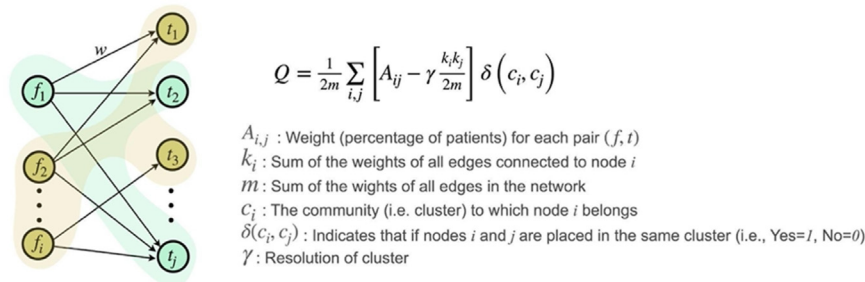 w
f₁
f₂
fᵢ
t₁
t₂
t₃
tⱼ
Q = 1/2m ∑i,j [Aij − γ kikj/2m] δ (ci, cj)
Ai,j : Weight (percentage of patients) for each pair (f, t)
ki : Sum of the weights of all edges connected to node i
m : Sum of the wights of all edges in the network
ci : The community (i.e. cluster) to which node i belongs
δ(ci, cj) : Indicates that if nodes i and j are placed in the same cluster (i.e., Yes=1, No=0)
γ : Resolution of cluster